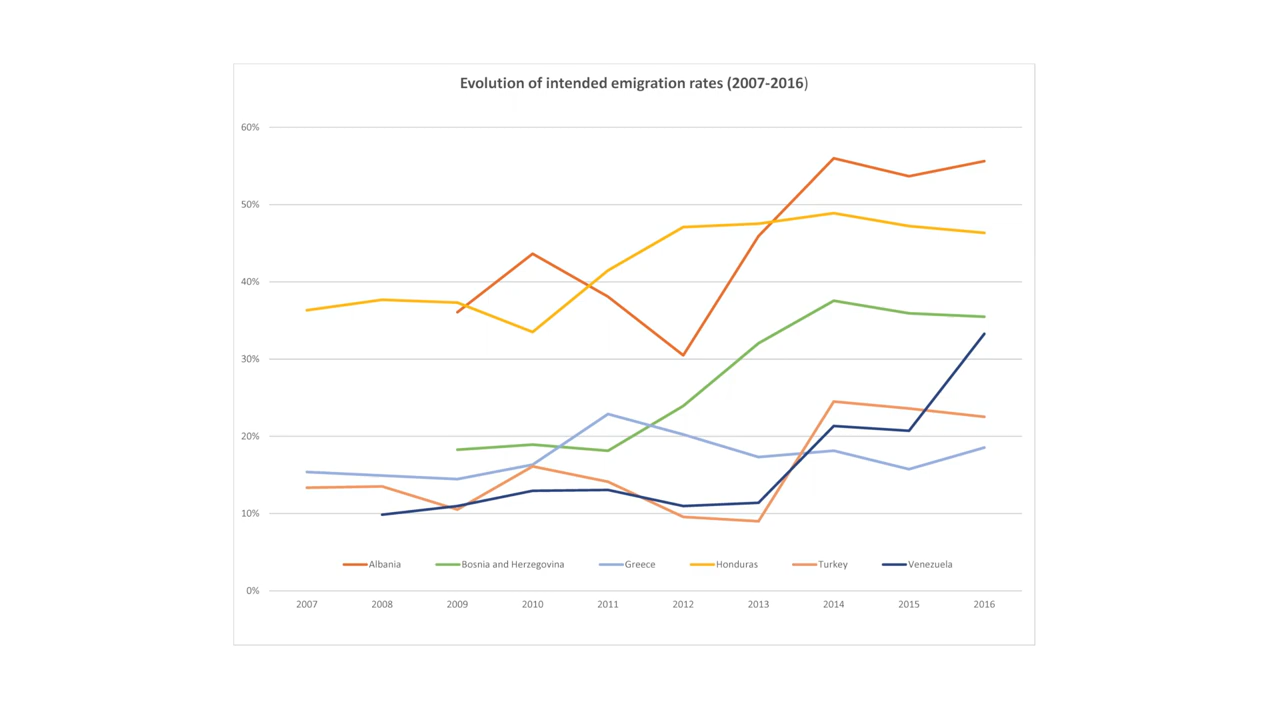 Evolution of intended emigration rates (2007-2016)
60%
50%
40%
30%
20%
10%
Albania Bosnia and Herzegovina Greece Honduras Turkey Venezuela
0%
2007 2008 2009 2010 2011 2012 2013 2014 2015 2016